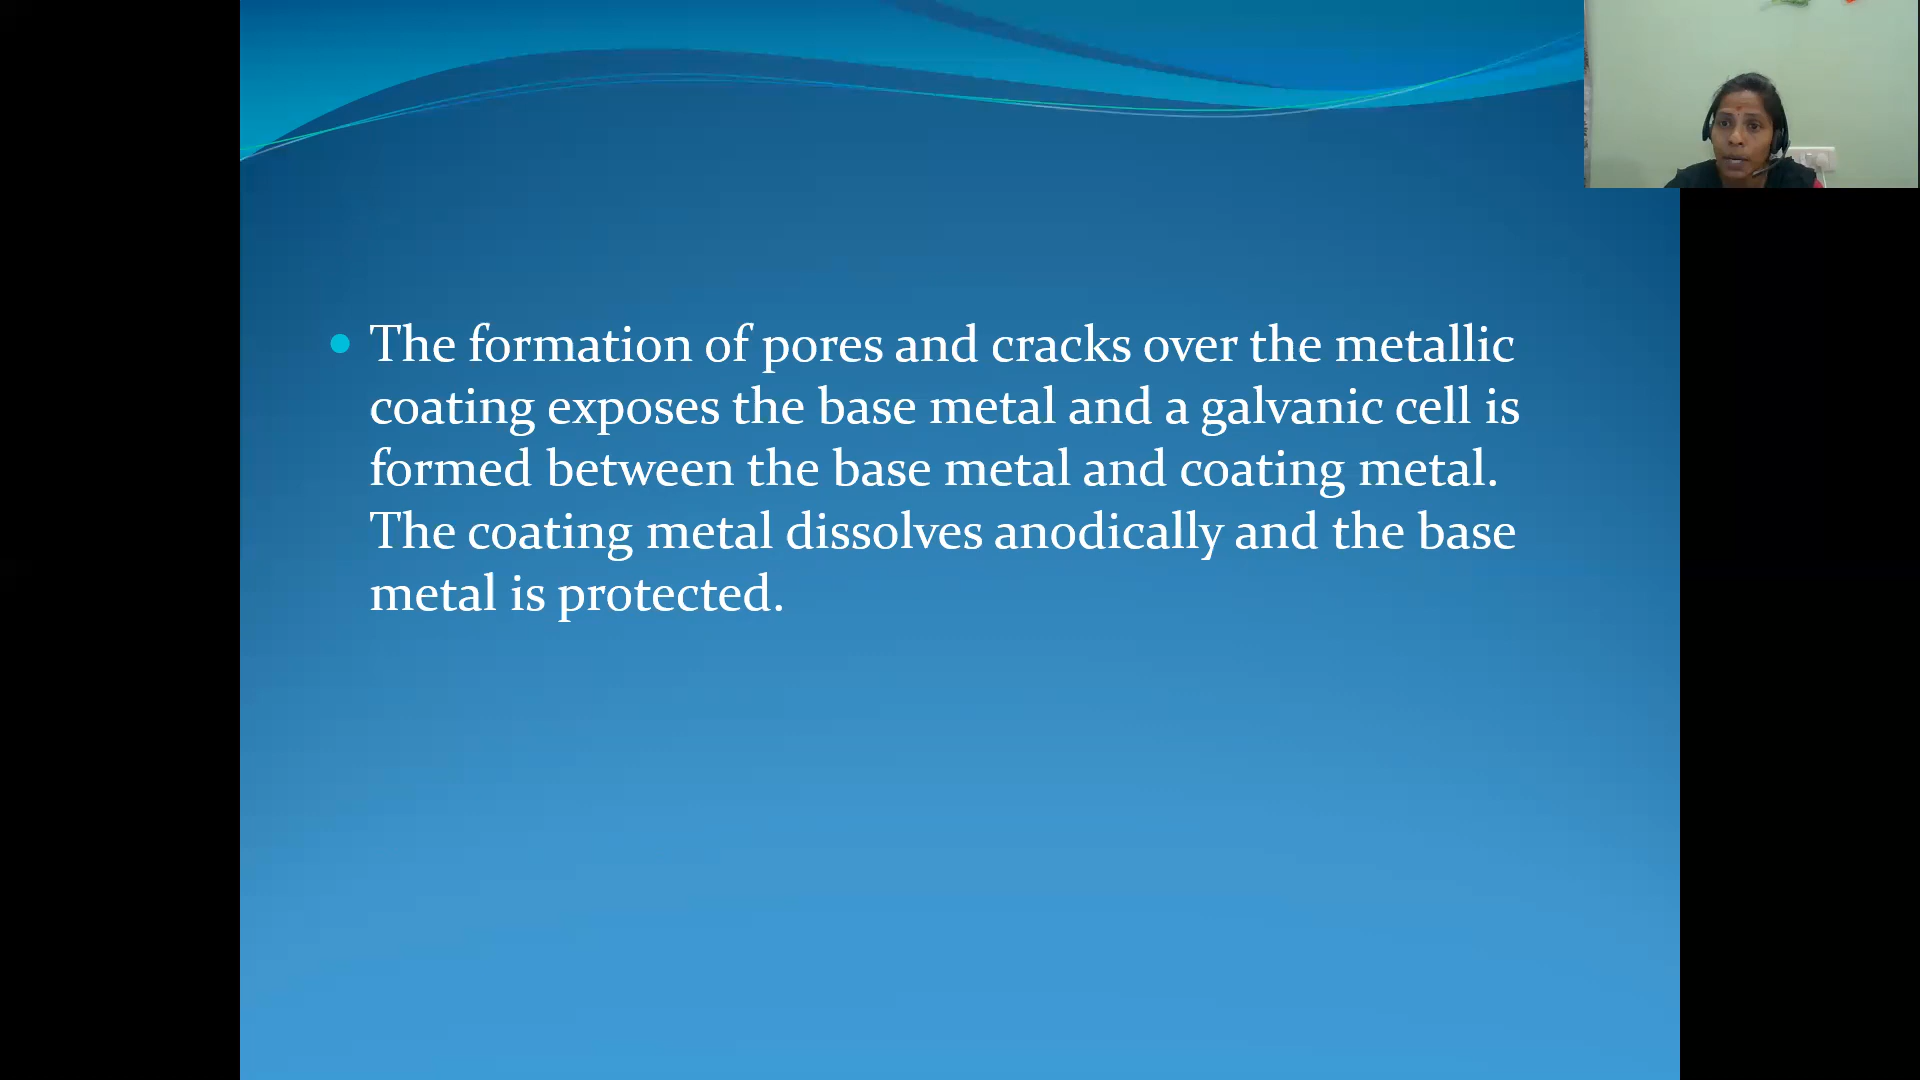 The formation of pores and cracks over the metallic
coating exposes the base metal and a galvanic cell is
formed between the base metal and coating metal.
The coating metal dissolves anodically and the base
metal is protected.